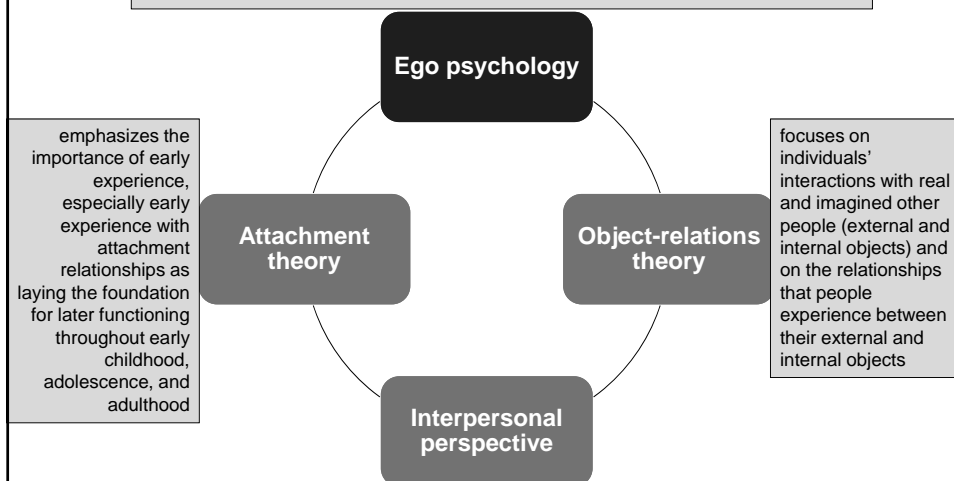 Ego psychology
emphasizes the
importance of early
experience,
especially early
experience with
attachment
relationships as
laying the foundation
for later functioning
throughout early
childhood,
adolescence, and
adulthood
Attachment
theory
Object-relations
theory
focuses on
individuals’
interactions with real
and imagined other
people (external and
internal objects) and
on the relationships
that people
experience between
their external and
internal objects
Interpersonal
perspective